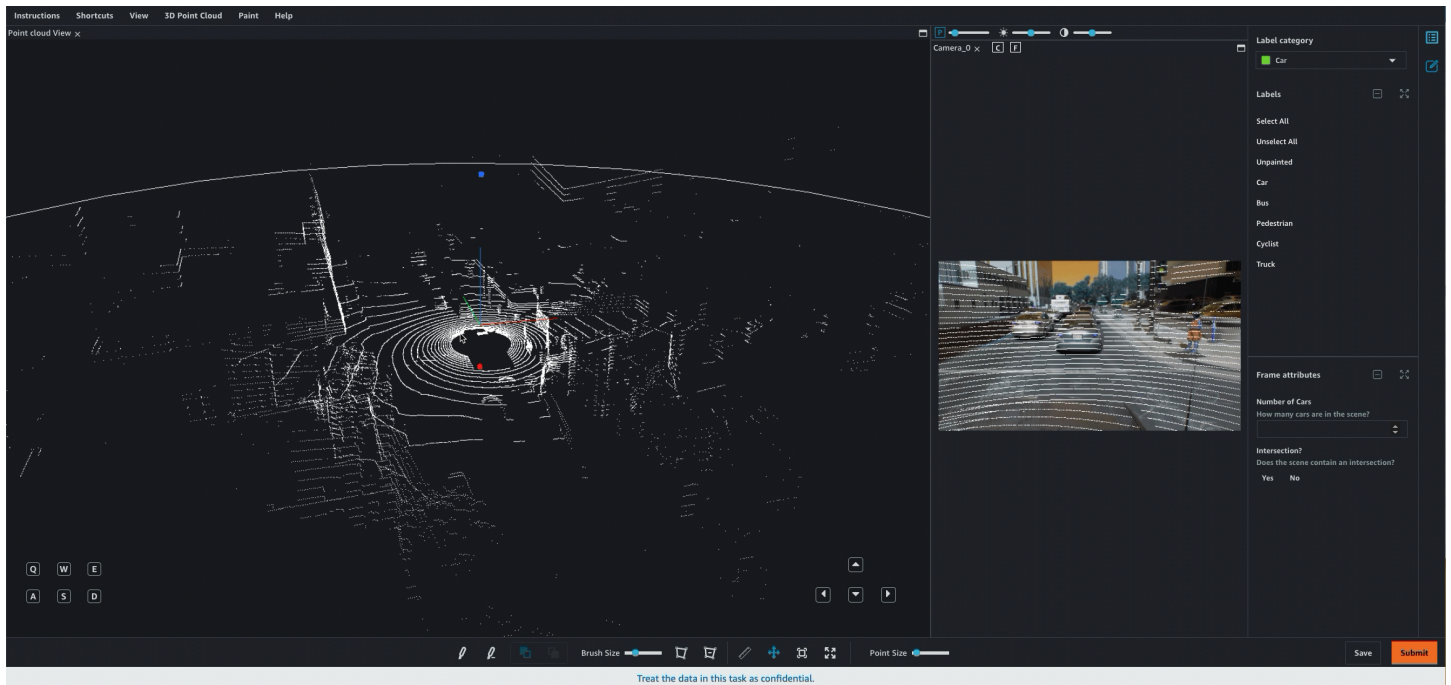 Instructions Shortcuts View 3D Point Cloud Paint Help
Point cloud View x
P
Camera_0 x C F
Label category
Car
Labels
Select All
Unselect All
Unpainted
Car
Bus
Pedestrian
Cyclist
Truck
Frame attributes
Number of Cars
How many cars are in the scene?
Intersection?
Does the scene contain an intersection?
Yes No
Q W E
A S D
Brush Size Point Size Save Submit
Treat the data in this task as confidential.